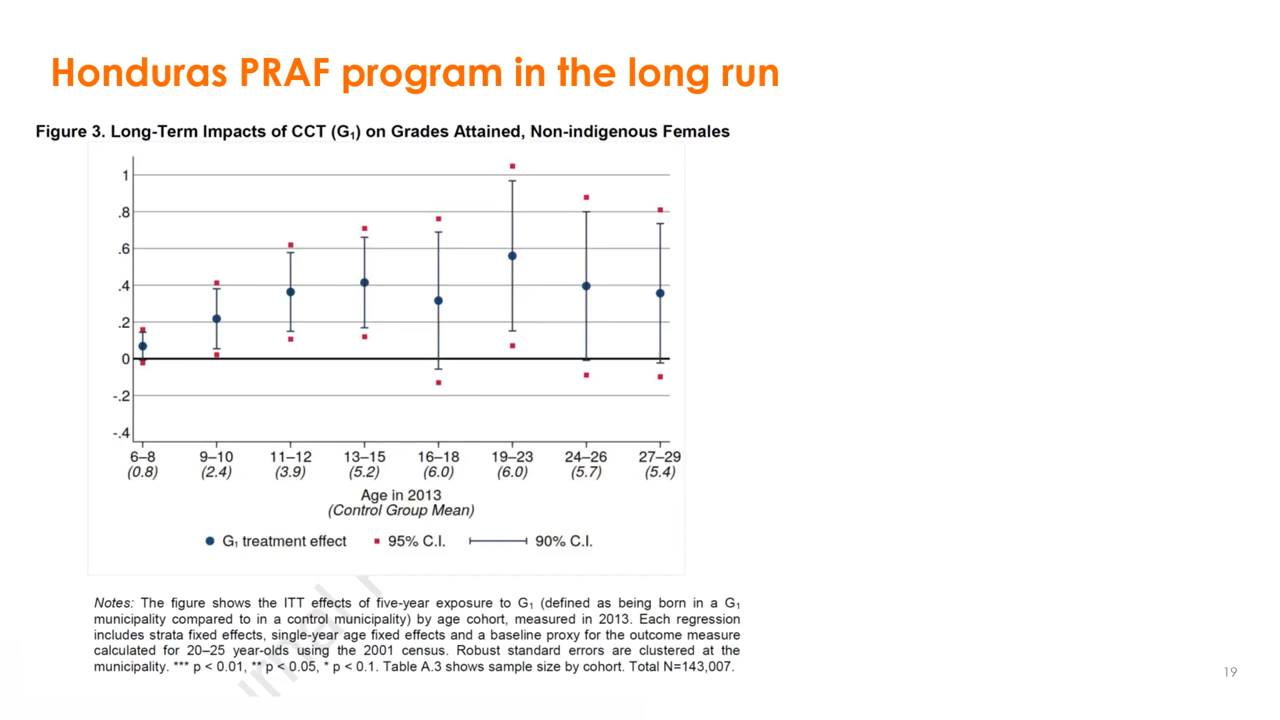 Honduras PRAF program in the long run
Figure 3. Long-Term Impacts of CCT (G₁) on Grades Attained, Non-indigenous Females
1
.8
.6
.4
.2
0
-.2
-.4
6–8 9–10 11–12 13–15 16–18 19–23 24–26 27–29
(0.8) (2.4) (3.9) (5.2) (6.0) (6.0) (5.7) (5.4)
Age in 2013
(Control Group Mean)
G₁ treatment effect 95% C.I. 90% C.I.
Notes: The figure shows the ITT effects of five-year exposure to G₁ (defined as being born in a G₁
municipality compared to in a control municipality) by age cohort, measured in 2013. Each regression
includes strata fixed effects, single-year age fixed effects and a baseline proxy for the outcome measure
calculated for 20–25 year-olds using the 2001 census. Robust standard errors are clustered at the
municipality. *** p < 0.01, ** p < 0.05, * p < 0.1. Table A.3 shows sample size by cohort. Total N=143,007.
19